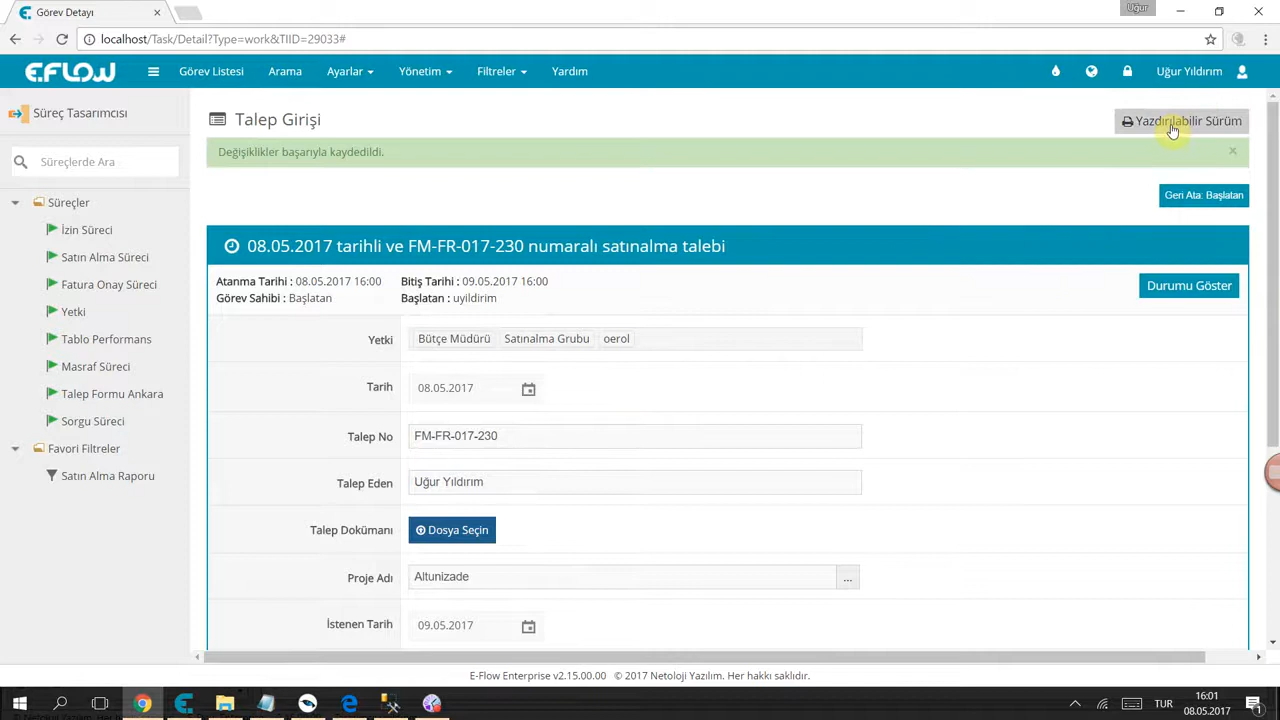 Görev Detayı
Uğur
localhost/Task/Detail?Type=work&TIID=29033#
E-FLOW
Görev Listesi
Arama
Ayarlar
Yönetim
Filtreler
Yardım
Uğur Yıldırım
Süreç Tasarımcısı
Süreçlerde Ara
Süreçler
İzin Süreci
Satın Alma Süreci
Fatura Onay Süreci
Yetki
Tablo Performans
Masraf Süreci
Talep Formu Ankara
Sorgu Süreci
Favori Filtreler
Satın Alma Raporu
Talep Girişi
Yazdırılabilir Sürüm
Değişiklikler başarıyla kaydedildi.
×
Geri Ata: Başlatan
08.05.2017 tarihli ve FM-FR-017-230 numaralı satınalma talebi
Atanma Tarihi : 08.05.2017 16:00
Bitiş Tarihi : 09.05.2017 16:00
Görev Sahibi : Başlatan
Başlatan : uyildirim
Durumu Göster
Yetki
Bütçe Müdürü
Satınalma Grubu
oerol
Tarih
08.05.2017
Talep No
FM-FR-017-230
Talep Eden
Uğur Yıldırım
Talep Dokümanı
Dosya Seçin
Proje Adı
Altunizade
...
İstenen Tarih
09.05.2017
E-Flow Enterprise v2.15.00.00 © 2017 Netoloji Yazılım. Her hakkı saklıdır.
TUR
16:01
08.05.2017
1